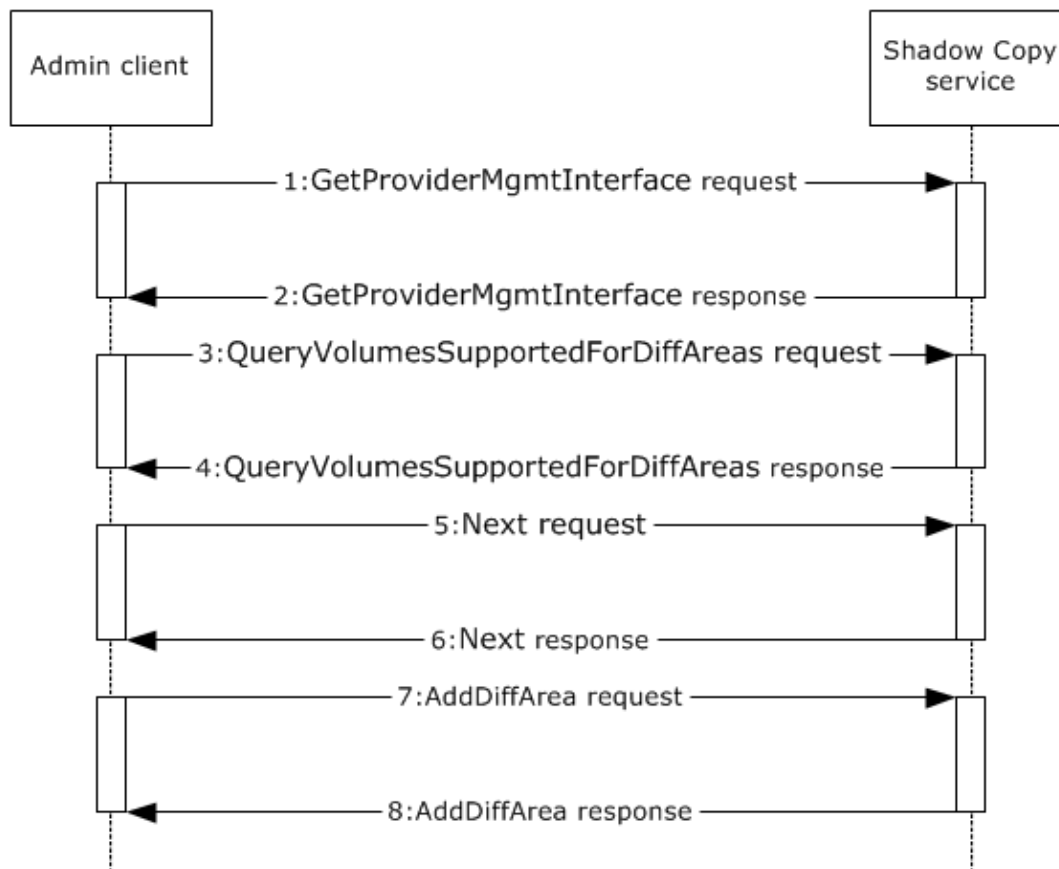 Admin client
Shadow Copy
service
1:GetProviderMgmtInterface request
2:GetProviderMgmtInterface response
3:QueryVolumesSupportedForDiffAreas request
4:QueryVolumesSupportedForDiffAreas response
5:Next request
6:Next response
7:AddDiffArea request
8:AddDiffArea response